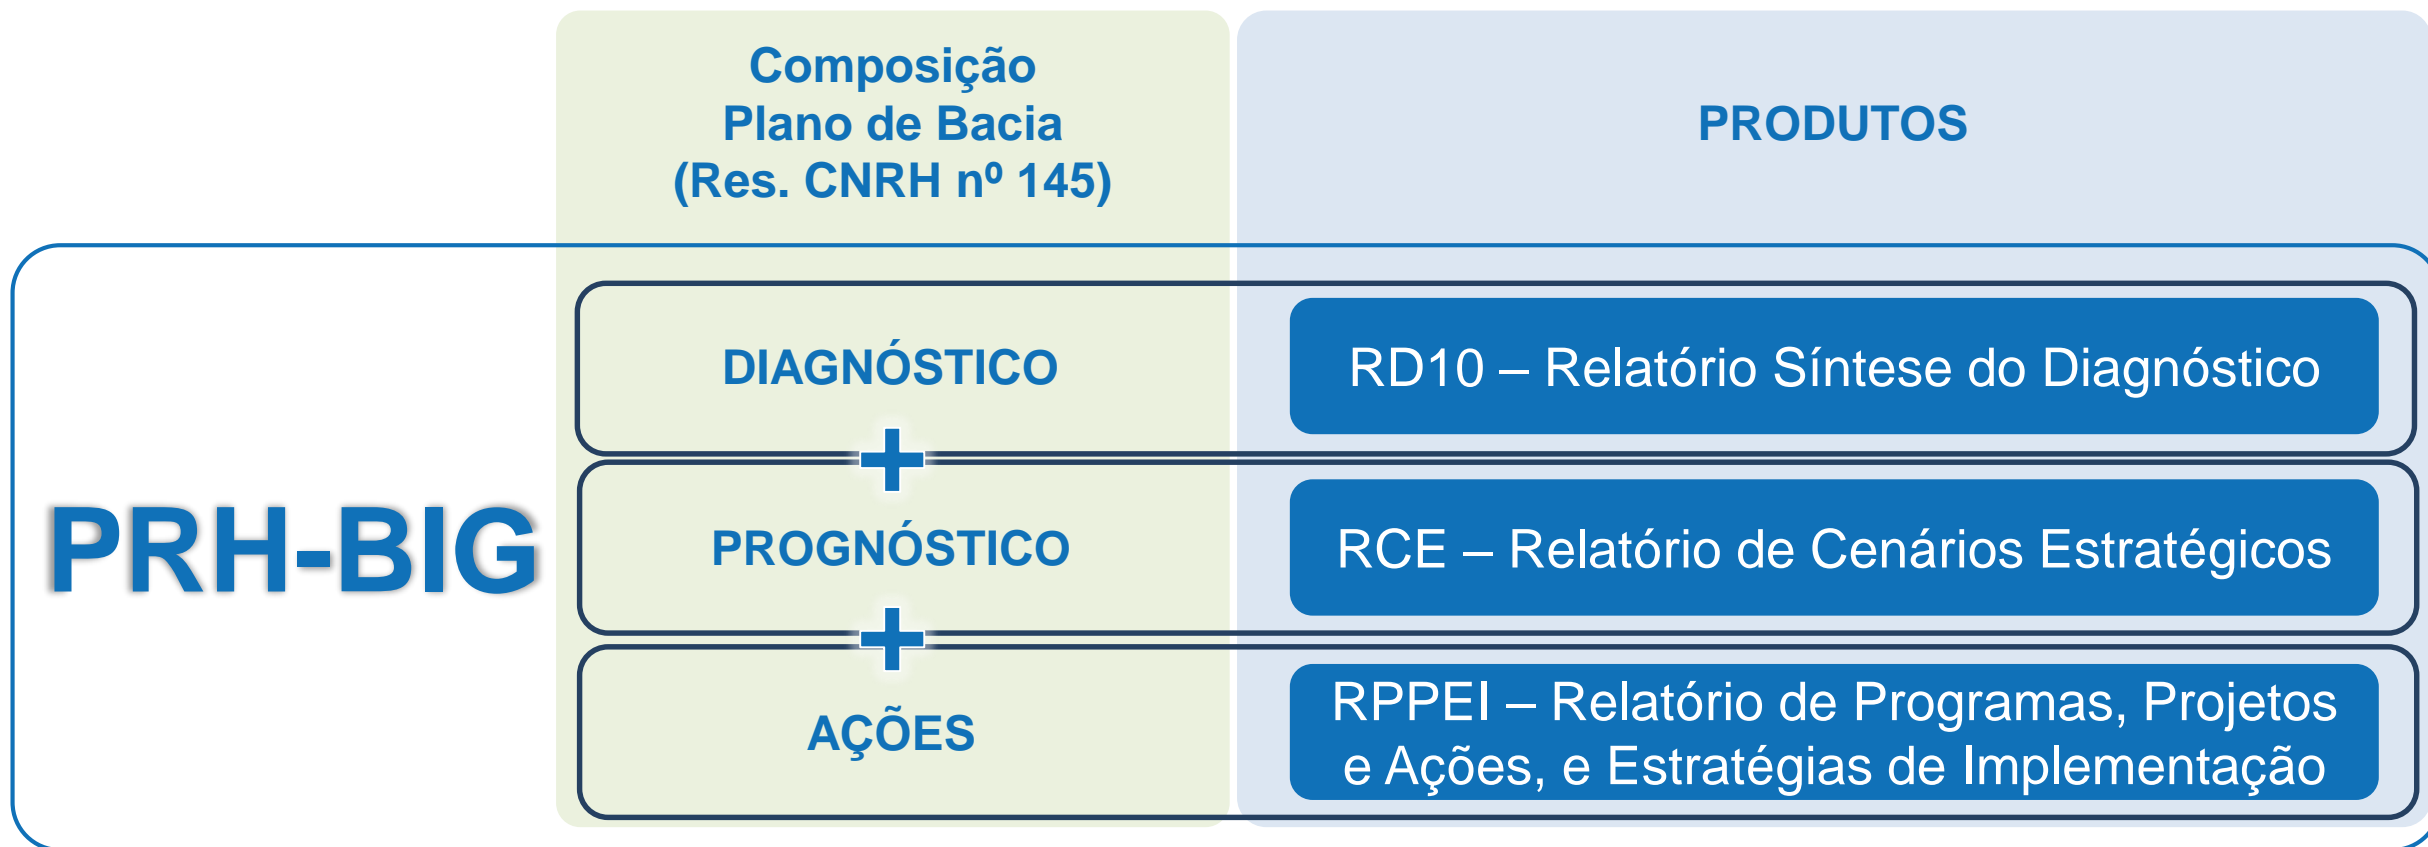 Composição
Plano de Bacia
(Res. CNRH nº 145)
PRODUTOS
PRH-BIG
DIAGNÓSTICO
RD10 – Relatório Síntese do Diagnóstico
PROGNÓSTICO
RCE – Relatório de Cenários Estratégicos
AÇÕES
RPPEI – Relatório de Programas, Projetos
e Ações, e Estratégias de Implementação